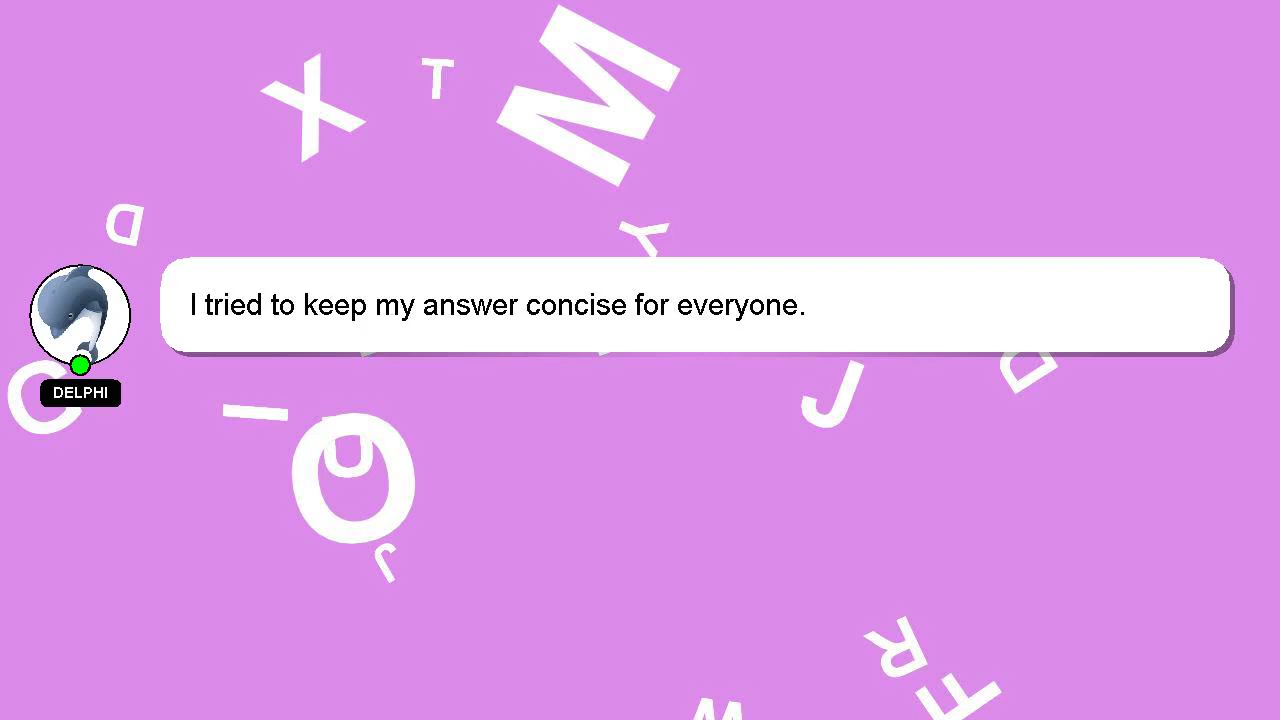 X
T
M
D
Y
I tried to keep my answer concise for everyone.
DELPHI
C
I
O
U
J
D
J
R
F
W